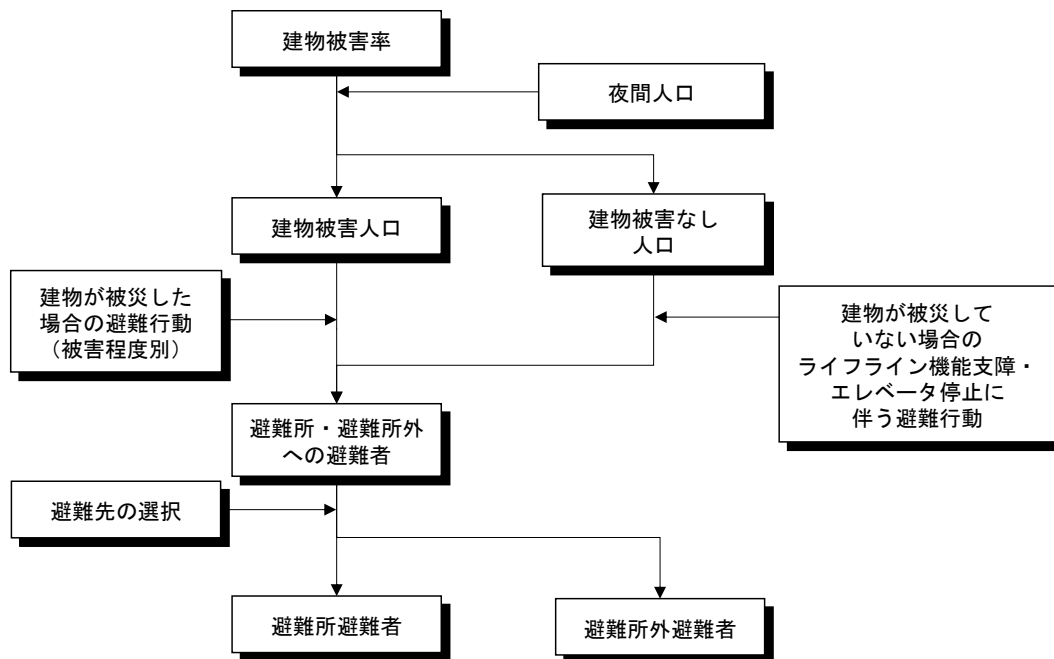 建物被害率
夜間人口
建物被害人口
建物被害なし
人口
建物が被災した
場合の避難行動
（被害程度別）
建物が被災して
いない場合の
ライフライン機能支障・
エレベータ停止に
伴う避難行動
避難所・避難所外
への避難者
避難先の選択
避難所避難者
避難所外避難者